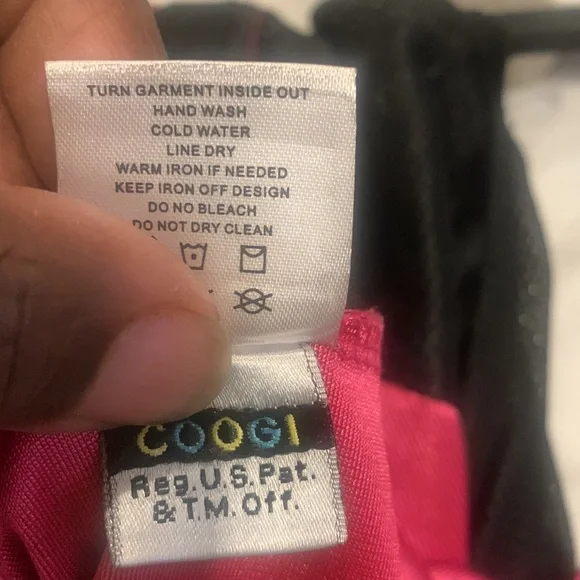 TURN GARMENT INSIDE OUT
HAND WASH
COLD WATER
LINE DRY
WARM IRON IF NEEDED
KEEP IRON OFF DESIGN
DO NO BLEACH
DO NOT DRY CLEAN
COOGI
Reg.U.S.Pat.
& T.M. Off.